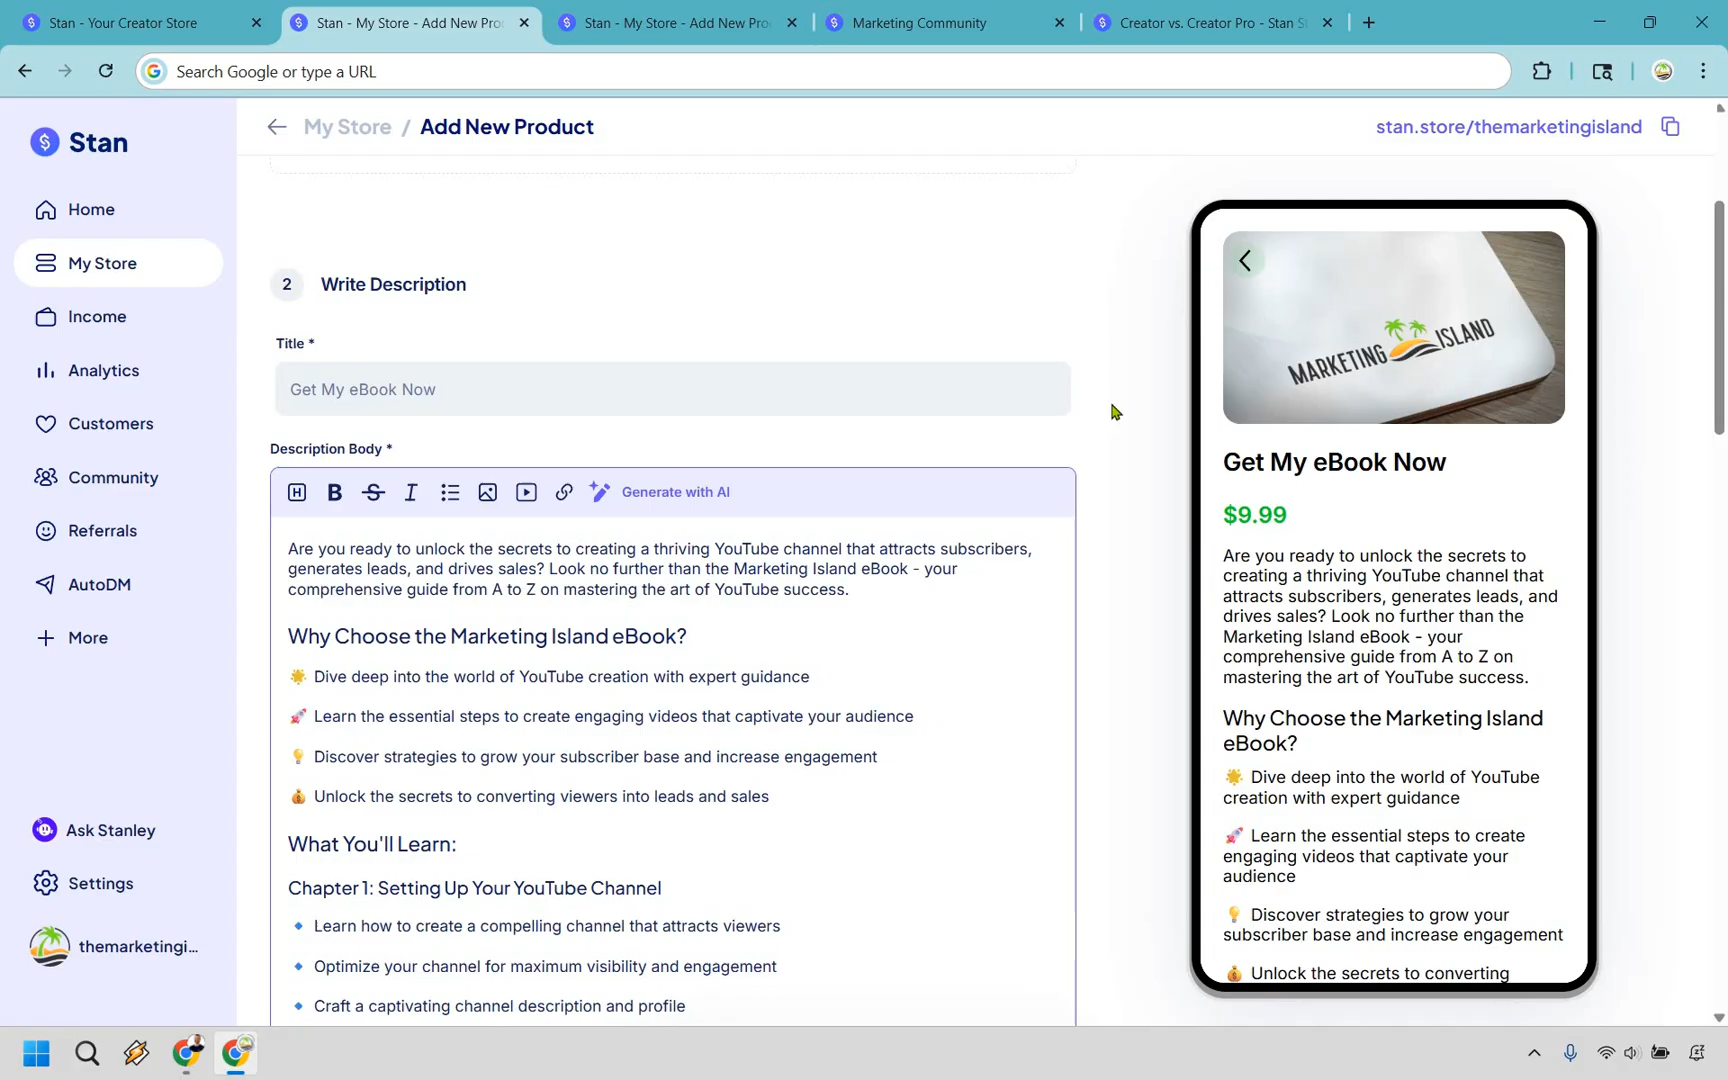 Stan - Your Creator Store
Stan - My Store - Add New Pro
Stan - My Store - Add New Pro
Marketing Community
Creator vs. Creator Pro - Stan S
Search Google or type a URL
Stan
My Store / Add New Product
stan.store/themarketingisland
Home
My Store
Income
Analytics
Customers
Community
Referrals
AutoDM
More
Ask Stanley
Settings
themarketingi...
2 Write Description
Title *
Get My eBook Now
Description Body *
Generate with AI
Are you ready to unlock the secrets to creating a thriving YouTube channel that attracts subscribers,
generates leads, and drives sales? Look no further than the Marketing Island eBook - your
comprehensive guide from A to Z on mastering the art of YouTube success.
Why Choose the Marketing Island eBook?
🌟 Dive deep into the world of YouTube creation with expert guidance
🚀 Learn the essential steps to create engaging videos that captivate your audience
💡 Discover strategies to grow your subscriber base and increase engagement
💰 Unlock the secrets to converting viewers into leads and sales
What You'll Learn:
Chapter 1: Setting Up Your YouTube Channel
🔹 Learn how to create a compelling channel that attracts viewers
🔹 Optimize your channel for maximum visibility and engagement
🔹 Craft a captivating channel description and profile
MARKETING ISLAND
Get My eBook Now
$9.99
Are you ready to unlock the secrets to
creating a thriving YouTube channel that
attracts subscribers, generates leads, and
drives sales? Look no further than the
Marketing Island eBook - your
comprehensive guide from A to Z on
mastering the art of YouTube success.
Why Choose the Marketing Island
eBook?
🌟 Dive deep into the world of YouTube
creation with expert guidance
🚀 Learn the essential steps to create
engaging videos that captivate your
audience
💡 Discover strategies to grow your
subscriber base and increase engagement
💰 Unlock the secrets to converting